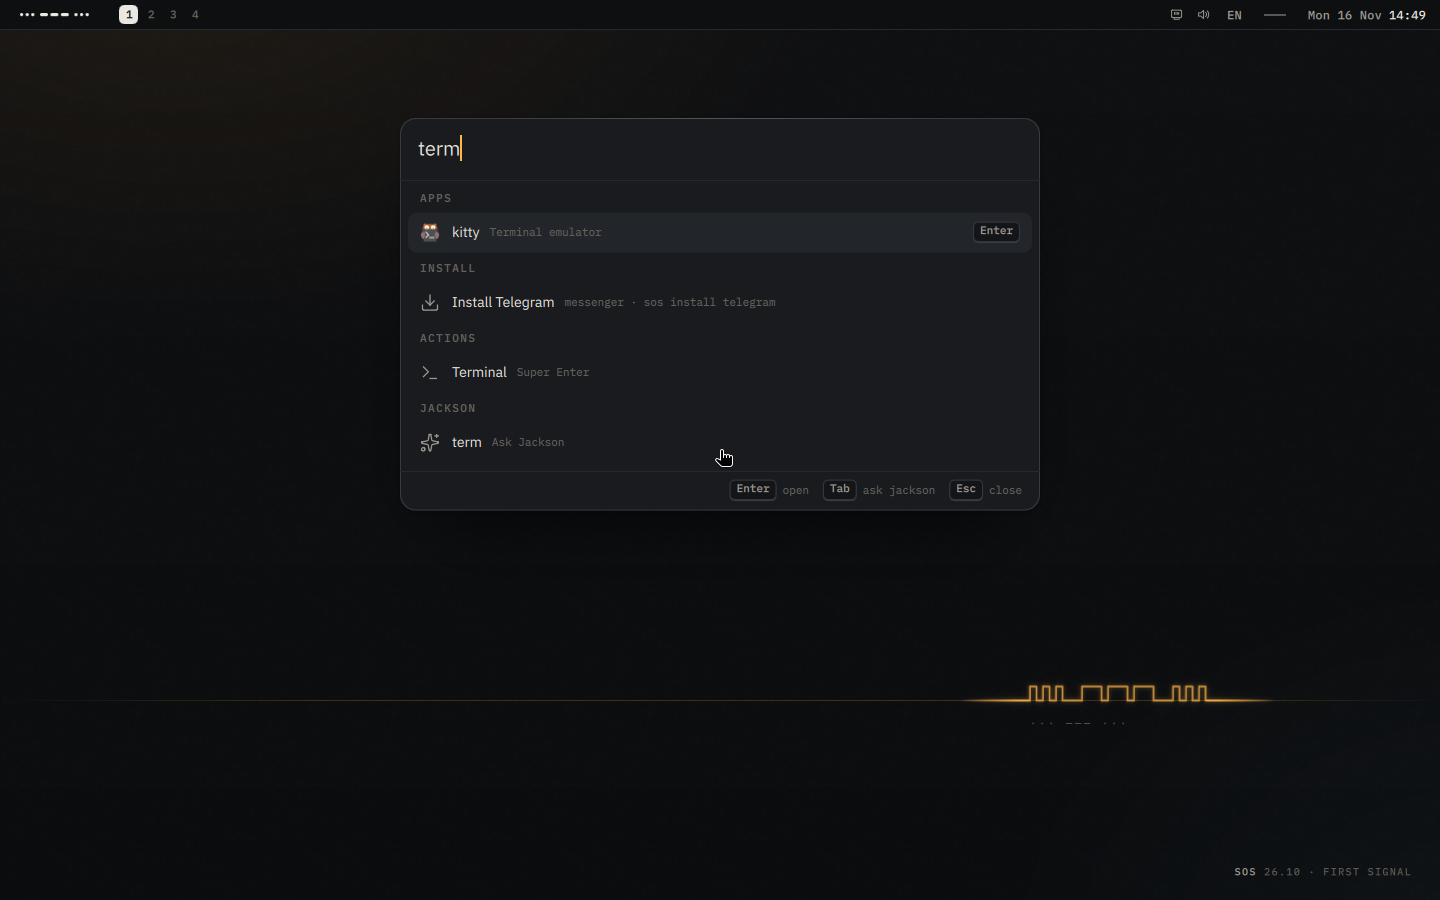 1 2 3 4
EN
Mon 16 Nov 14:49
term
APPS
kitty Terminal emulator Enter
INSTALL
Install Telegram messenger · sos install telegram
ACTIONS
Terminal Super Enter
JACKSON
term Ask Jackson
Enter open Tab ask jackson Esc close
... ——— ...
SOS 26.10 · FIRST SIGNAL